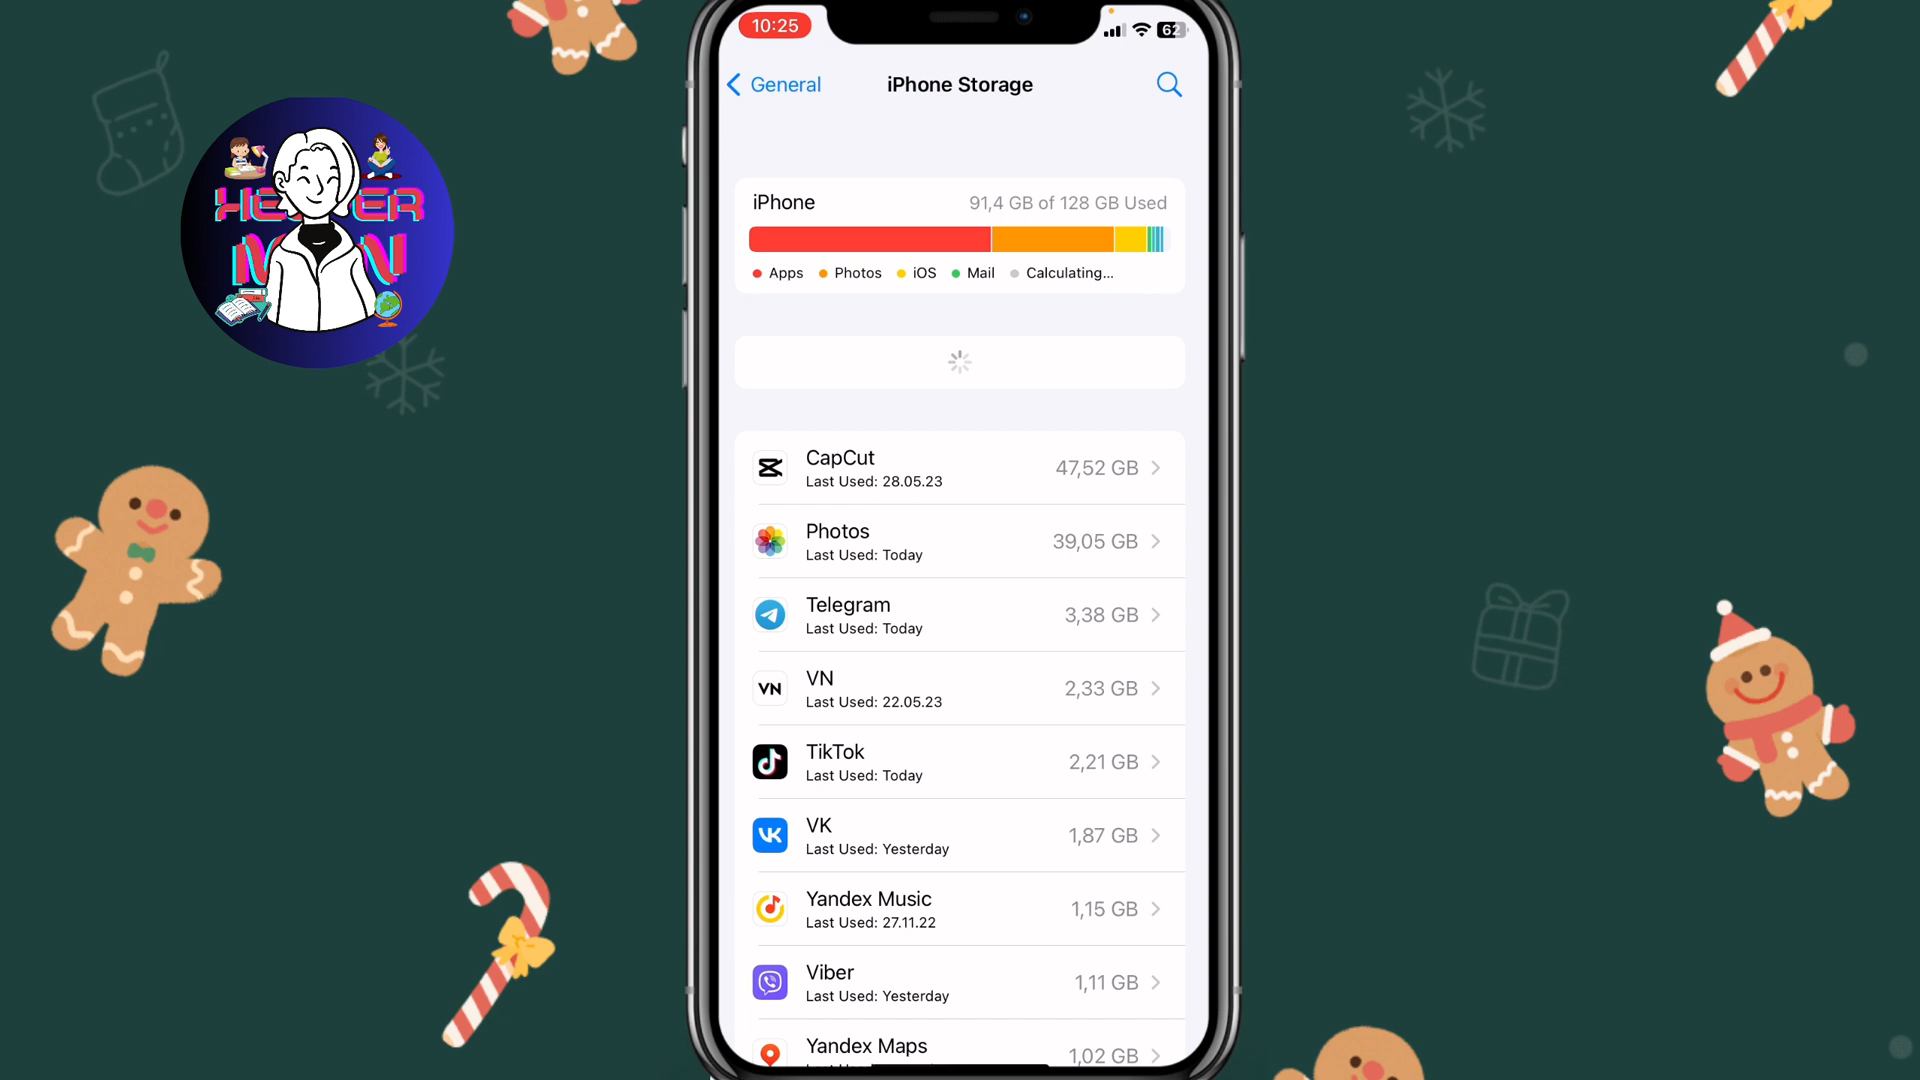 10:25
62
General
iPhone Storage
HE ER
M N
iPhone
91,4 GB of 128 GB Used
Apps
Photos
iOS
Mail
Calculating...
CapCut
47,52 GB
Last Used: 28.05.23
Photos
39,05 GB
Last Used: Today
Telegram
3,38 GB
Last Used: Today
VN
VN
2,33 GB
Last Used: 22.05.23
TikTok
2,21 GB
Last Used: Today
VK
VK
1,87 GB
Last Used: Yesterday
Yandex Music
1,15 GB
Last Used: 27.11.22
Viber
1,11 GB
Last Used: Yesterday
Yandex Maps
1,02 GB